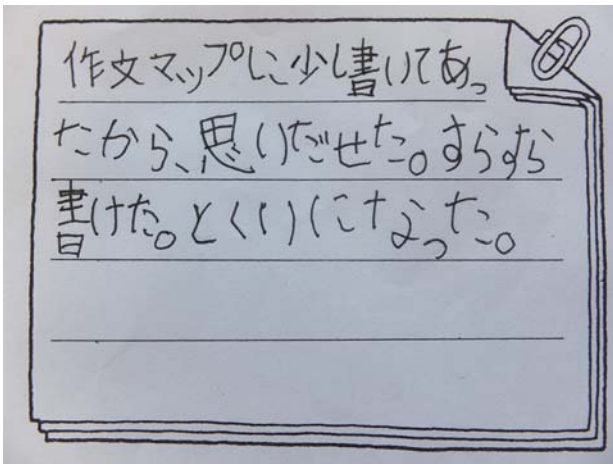 作文マップに少し書いてあっ
たから、思いだせた。すらすら
書けた。とくいになった。